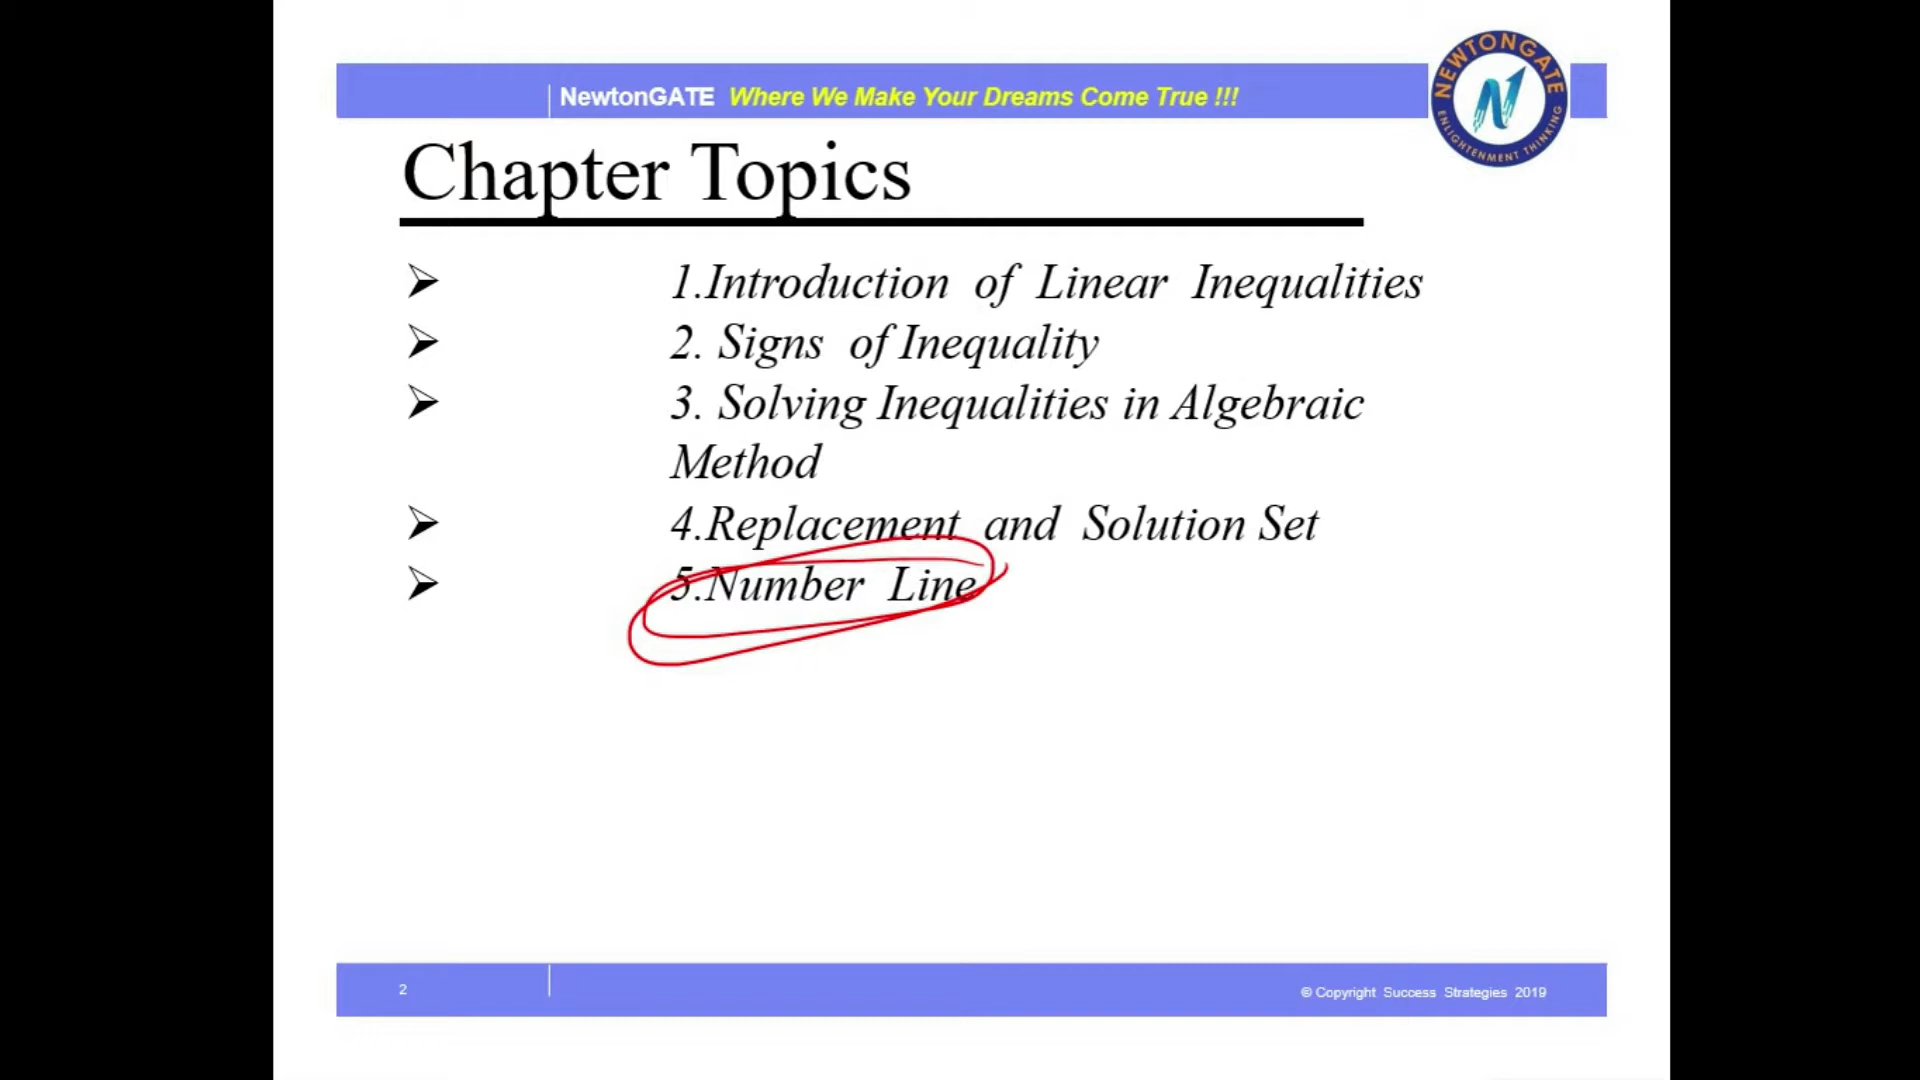 NewtonGATE Where We Make Your Dreams Come True !!!
NEWTONGATE
ENLIGHTENMENT THINKING
Chapter Topics
1.Introduction of Linear Inequalities
2. Signs of Inequality
3. Solving Inequalities in Algebraic
Method
4.Replacement and Solution Set
5.Number Line
2
© Copyright Success Strategies 2019